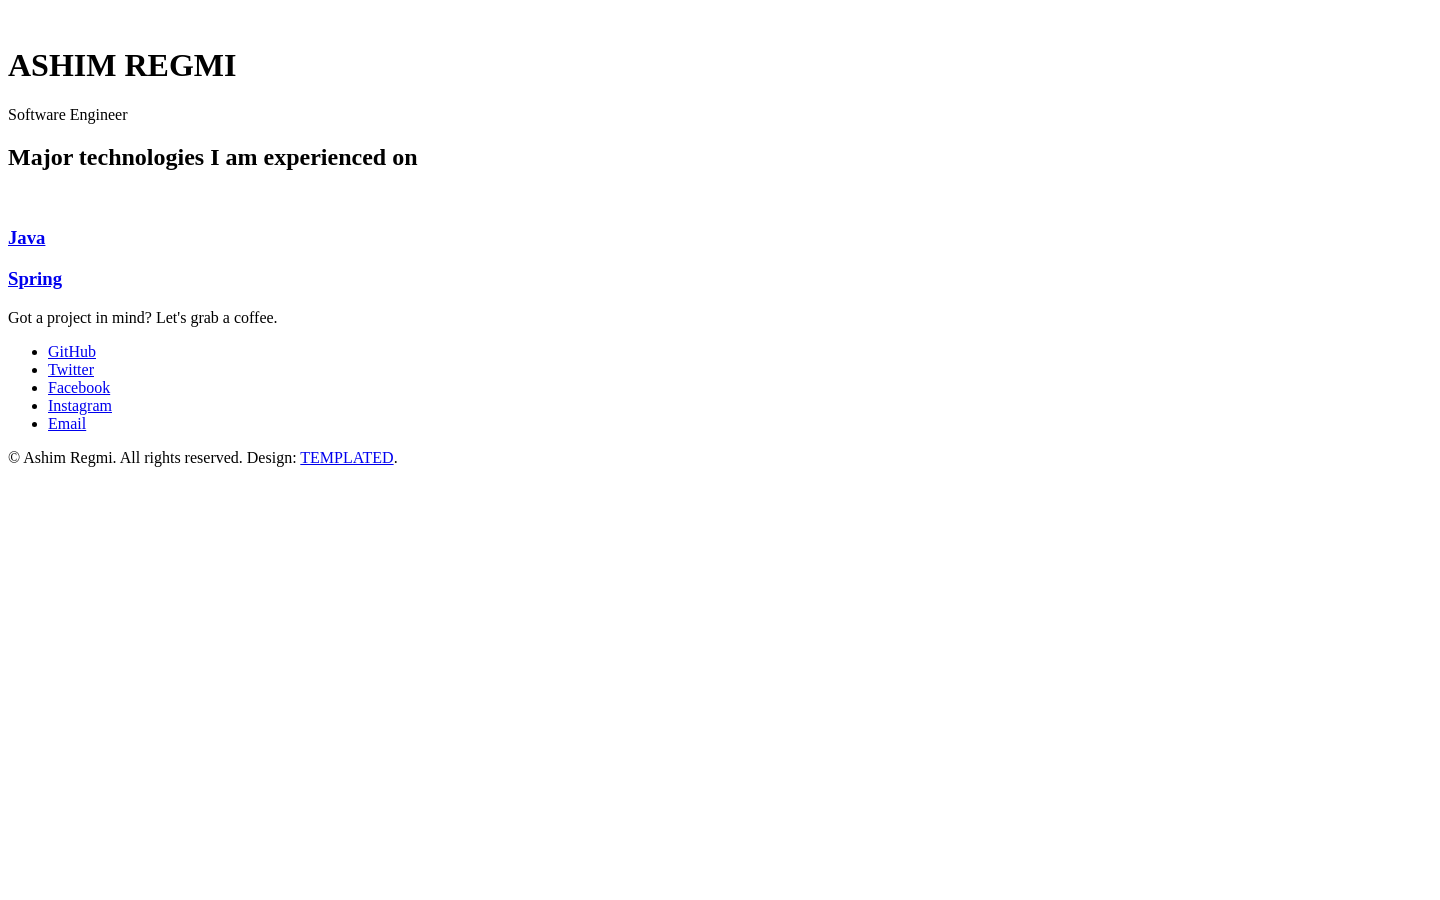 ASHIM REGMI
Software Engineer
Major technologies I am experienced on
Java
Spring
Got a project in mind? Let's grab a coffee.
GitHub
Twitter
Facebook
Instagram
Email
© Ashim Regmi. All rights reserved. Design: TEMPLATED.